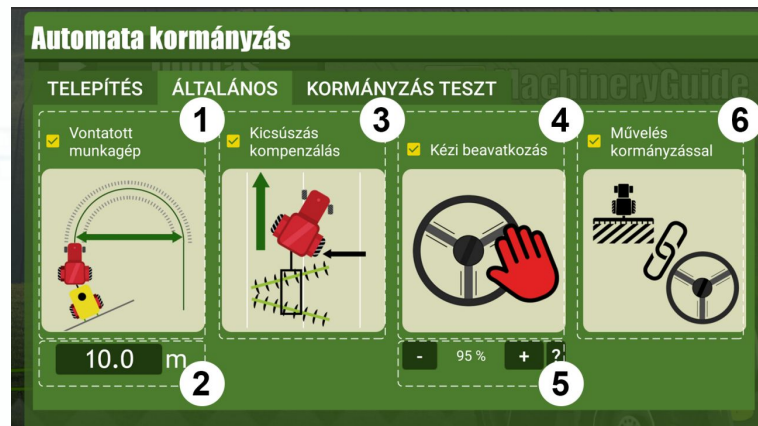 Automata kormányzás
TELEPÍTÉS ÁLTALÁNOS KORMÁNYZÁS TESZT
MachineryGuide
1 3 4 6
Vontatott munkagép
Kicsúszás kompenzálás
Kézi beavatkozás
Művelés kormányzással
10.0 m
- 95 % + ?
2 5